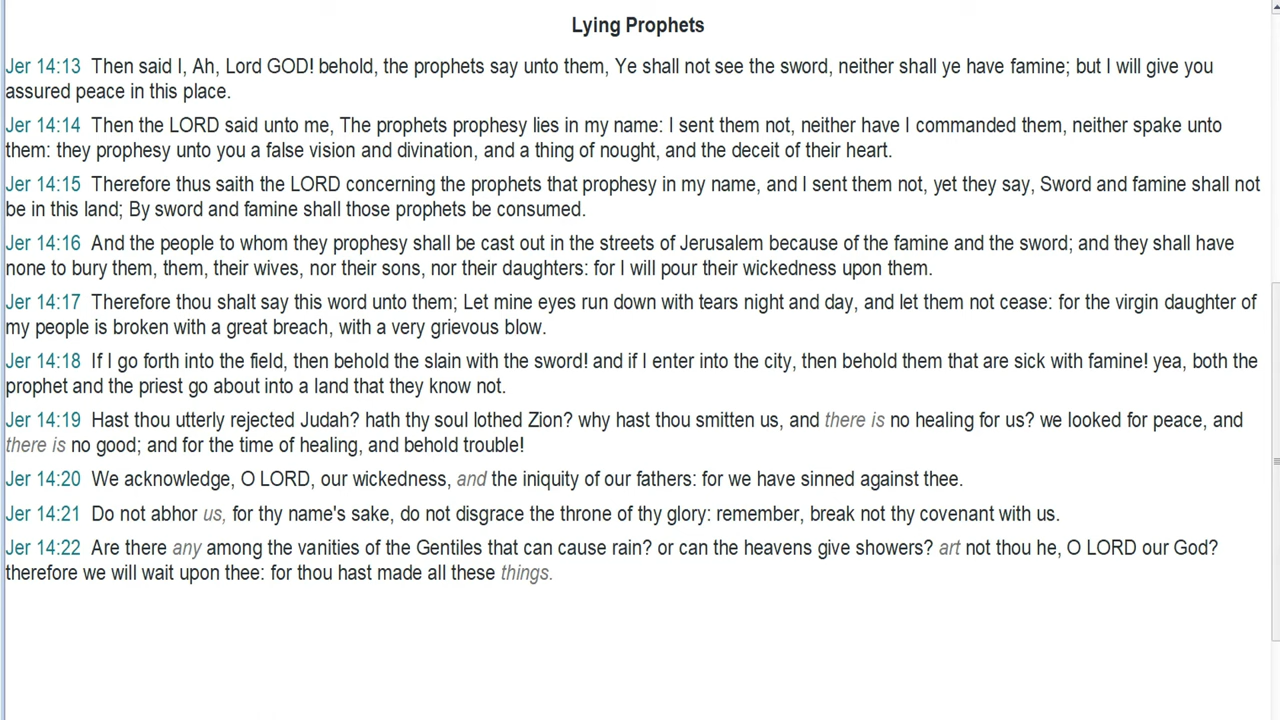 Lying Prophets
Jer 14:13 Then said I, Ah, Lord GOD! behold, the prophets say unto them, Ye shall not see the sword, neither shall ye have famine; but I will give you
assured peace in this place.
Jer 14:14 Then the LORD said unto me, The prophets prophesy lies in my name: I sent them not, neither have I commanded them, neither spake unto
them: they prophesy unto you a false vision and divination, and a thing of nought, and the deceit of their heart.
Jer 14:15 Therefore thus saith the LORD concerning the prophets that prophesy in my name, and I sent them not, yet they say, Sword and famine shall not
be in this land; By sword and famine shall those prophets be consumed.
Jer 14:16 And the people to whom they prophesy shall be cast out in the streets of Jerusalem because of the famine and the sword; and they shall have
none to bury them, them, their wives, nor their sons, nor their daughters: for I will pour their wickedness upon them.
Jer 14:17 Therefore thou shalt say this word unto them; Let mine eyes run down with tears night and day, and let them not cease: for the virgin daughter of
my people is broken with a great breach, with a very grievous blow.
Jer 14:18 If I go forth into the field, then behold the slain with the sword! and if I enter into the city, then behold them that are sick with famine! yea, both the
prophet and the priest go about into a land that they know not.
Jer 14:19 Hast thou utterly rejected Judah? hath thy soul lothed Zion? why hast thou smitten us, and there is no healing for us? we looked for peace, and
there is no good; and for the time of healing, and behold trouble!
Jer 14:20 We acknowledge, O LORD, our wickedness, and the iniquity of our fathers: for we have sinned against thee.
Jer 14:21 Do not abhor us, for thy name's sake, do not disgrace the throne of thy glory: remember, break not thy covenant with us.
Jer 14:22 Are there any among the vanities of the Gentiles that can cause rain? or can the heavens give showers? art not thou he, O LORD our God?
therefore we will wait upon thee: for thou hast made all these things.